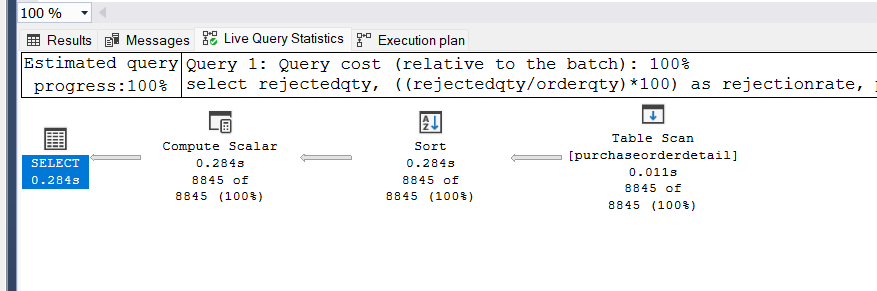 100 %
Results Messages Live Query Statistics Execution plan
Estimated query progress:100%
Query 1: Query cost (relative to the batch): 100%
select rejectedqty, ((rejectedqty/orderqty)*100) as rejectionrate, p
SELECT
0.284s
Compute Scalar
0.284s
8845 of
8845 (100%)
Sort
0.284s
8845 of
8845 (100%)
Table Scan
[purchaseorderdetail]
0.011s
8845 of
8845 (100%)